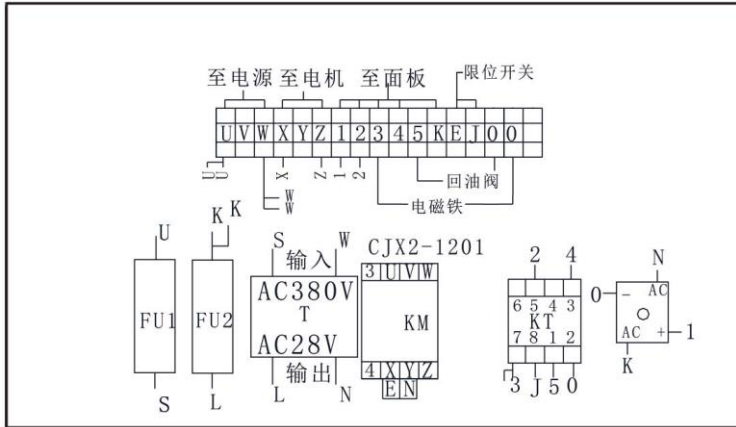 至电源 至电机 至面板 限位开关
U V W X Y Z 1 2 3 4 5 K E J 0 0
U U X Z 1 2
W W
回油阀
电磁铁
U K K S W CJX2-1201 2 4 N
输入
3 U V W
FU1 FU2 AC380V T AC28V KM
6 5 4 3
KT
7 8 1 2
0 - AC
AC + 1
输出
4 X Y Z
E N
S L L N 3 J 5 0 K